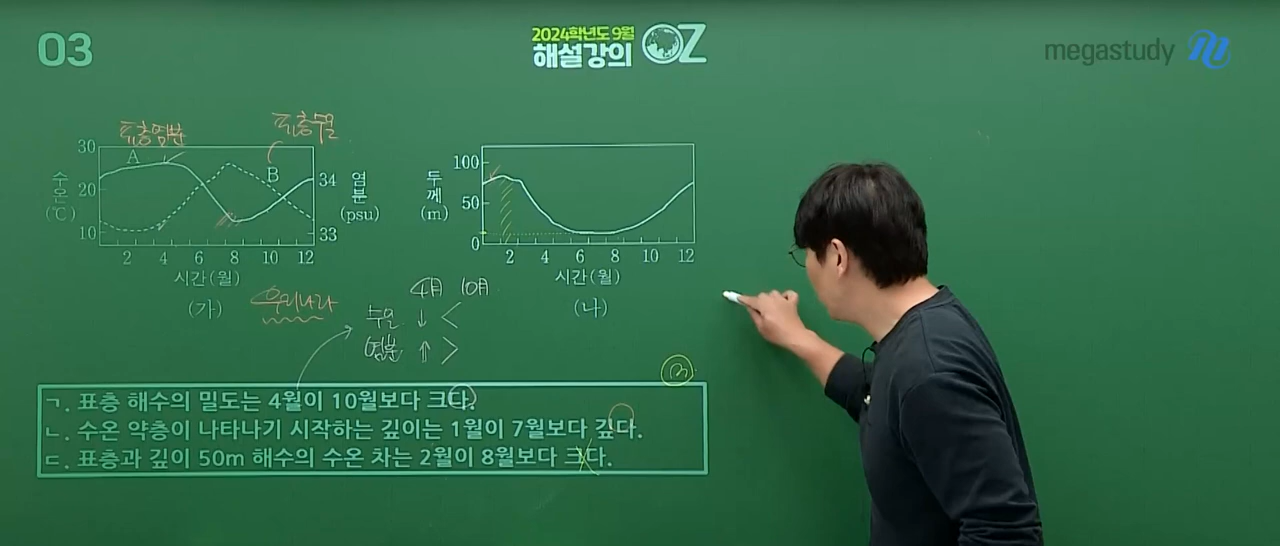 03
2024학년도 9월
해설강의 OZ
megastudy
표층염분
표층수온
30
20
10
수온
(℃)
A
B
34
33
염분
(psu)
2 4 6 8 10 12
시간(월)
(가)
100
50
0
두께
(m)
2 4 6 8 10 12
시간(월)
(나)
우리나라
4月 10月
수온 ↓ <
염분 ↑ >
③
ㄱ. 표층 해수의 밀도는 4월이 10월보다 크다.
ㄴ. 수온 약층이 나타나기 시작하는 깊이는 1월이 7월보다 깊다.
ㄷ. 표층과 깊이 50m 해수의 수온 차는 2월이 8월보다 크다.